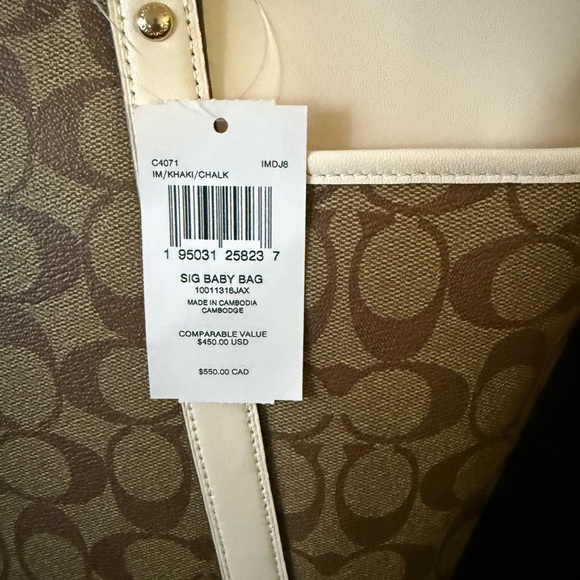 C4071 IMDJ8
IM/KHAKI/CHALK
1 95031 25823 7
SIG BABY BAG
10011316JAX
MADE IN CAMBODIA
CAMBODGE
COMPARABLE VALUE
$450.00 USD
$550.00 CAD